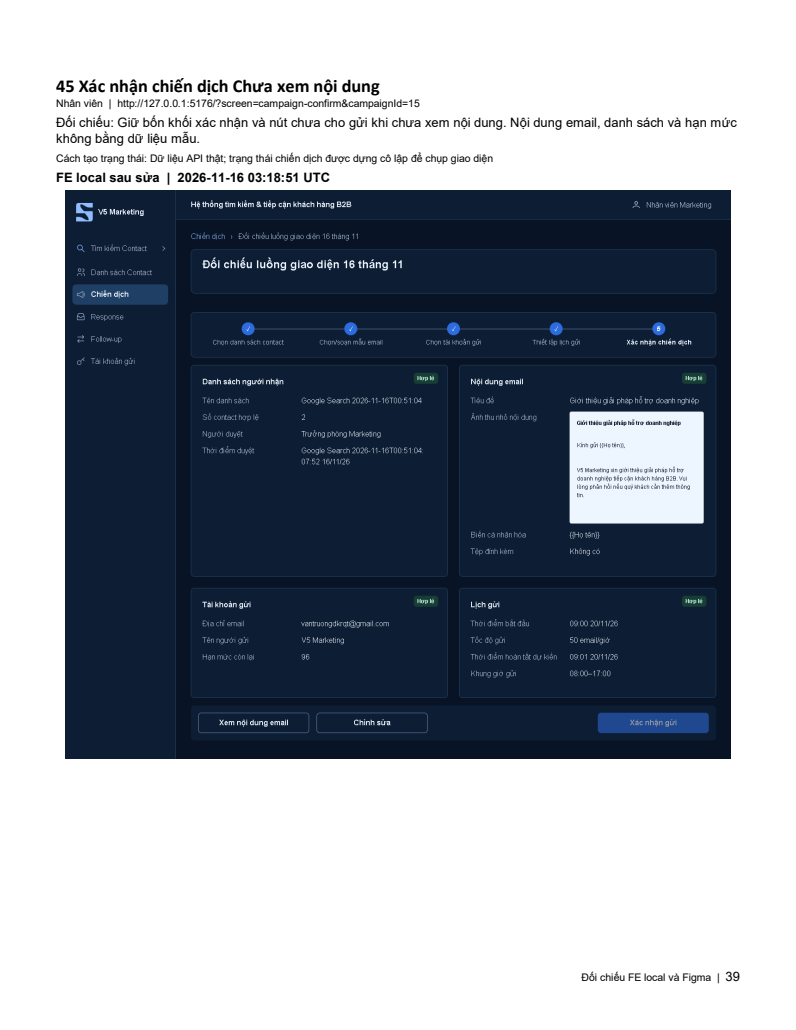 45 Xác nhận chiến dịch Chưa xem nội dung
Nhân viên | http://127.0.0.1:5176/?screen=campaign-confirm&campaignId=15
Đối chiếu: Giữ bốn khối xác nhận và nút chưa cho gửi khi chưa xem nội dung. Nội dung email, danh sách và hạn mức
không bằng dữ liệu mẫu.
Cách tạo trạng thái: Dữ liệu API thật; trạng thái chiến dịch được dựng cô lập để chụp giao diện
FE local sau sửa | 2026-11-16 03:18:51 UTC
V5 Marketing
Hệ thống tìm kiếm & tiếp cận khách hàng B2B
Nhân viên Marketing
Tìm kiếm Contact
Danh sách Contact
Chiến dịch
Response
Follow-up
Tài khoản gửi
Chiến dịch › Đối chiếu luồng giao diện 16 tháng 11
Đối chiếu luồng giao diện 16 tháng 11
✓ ✓ ✓ ✓ 5
Chọn danh sách contact Chọn/soạn mẫu email Chọn tài khoản gửi Thiết lập lịch gửi Xác nhận chiến dịch
Danh sách người nhận Hợp lệ
Tên danh sách Google Search 2026-11-16T00:51:04
Số contact hợp lệ 2
Người duyệt Trưởng phòng Marketing
Thời điểm duyệt Google Search 2026-11-16T00:51:04:
07:52 16/11/26
Nội dung email Hợp lệ
Tiêu đề Giới thiệu giải pháp hỗ trợ doanh nghiệp
Ảnh thu nhỏ nội dung
Giới thiệu giải pháp hỗ trợ doanh nghiệp
Kính gửi {{Họ tên}},
V5 Marketing xin giới thiệu giải pháp hỗ trợ
doanh nghiệp tiếp cận khách hàng B2B. Vui
lòng phản hồi nếu quý khách cần thêm thông
tin.
Biến cá nhân hóa {{Họ tên}}
Tệp đính kèm Không có
Tài khoản gửi Hợp lệ
Địa chỉ email vantruongdkrqt@gmail.com
Tên người gửi V5 Marketing
Hạn mức còn lại 96
Lịch gửi Hợp lệ
Thời điểm bắt đầu 09:00 20/11/26
Tốc độ gửi 50 email/giờ
Thời điểm hoàn tất dự kiến 09:01 20/11/26
Khung giờ gửi 08:00–17:00
Xem nội dung email Chỉnh sửa Xác nhận gửi
Đối chiếu FE local và Figma | 39